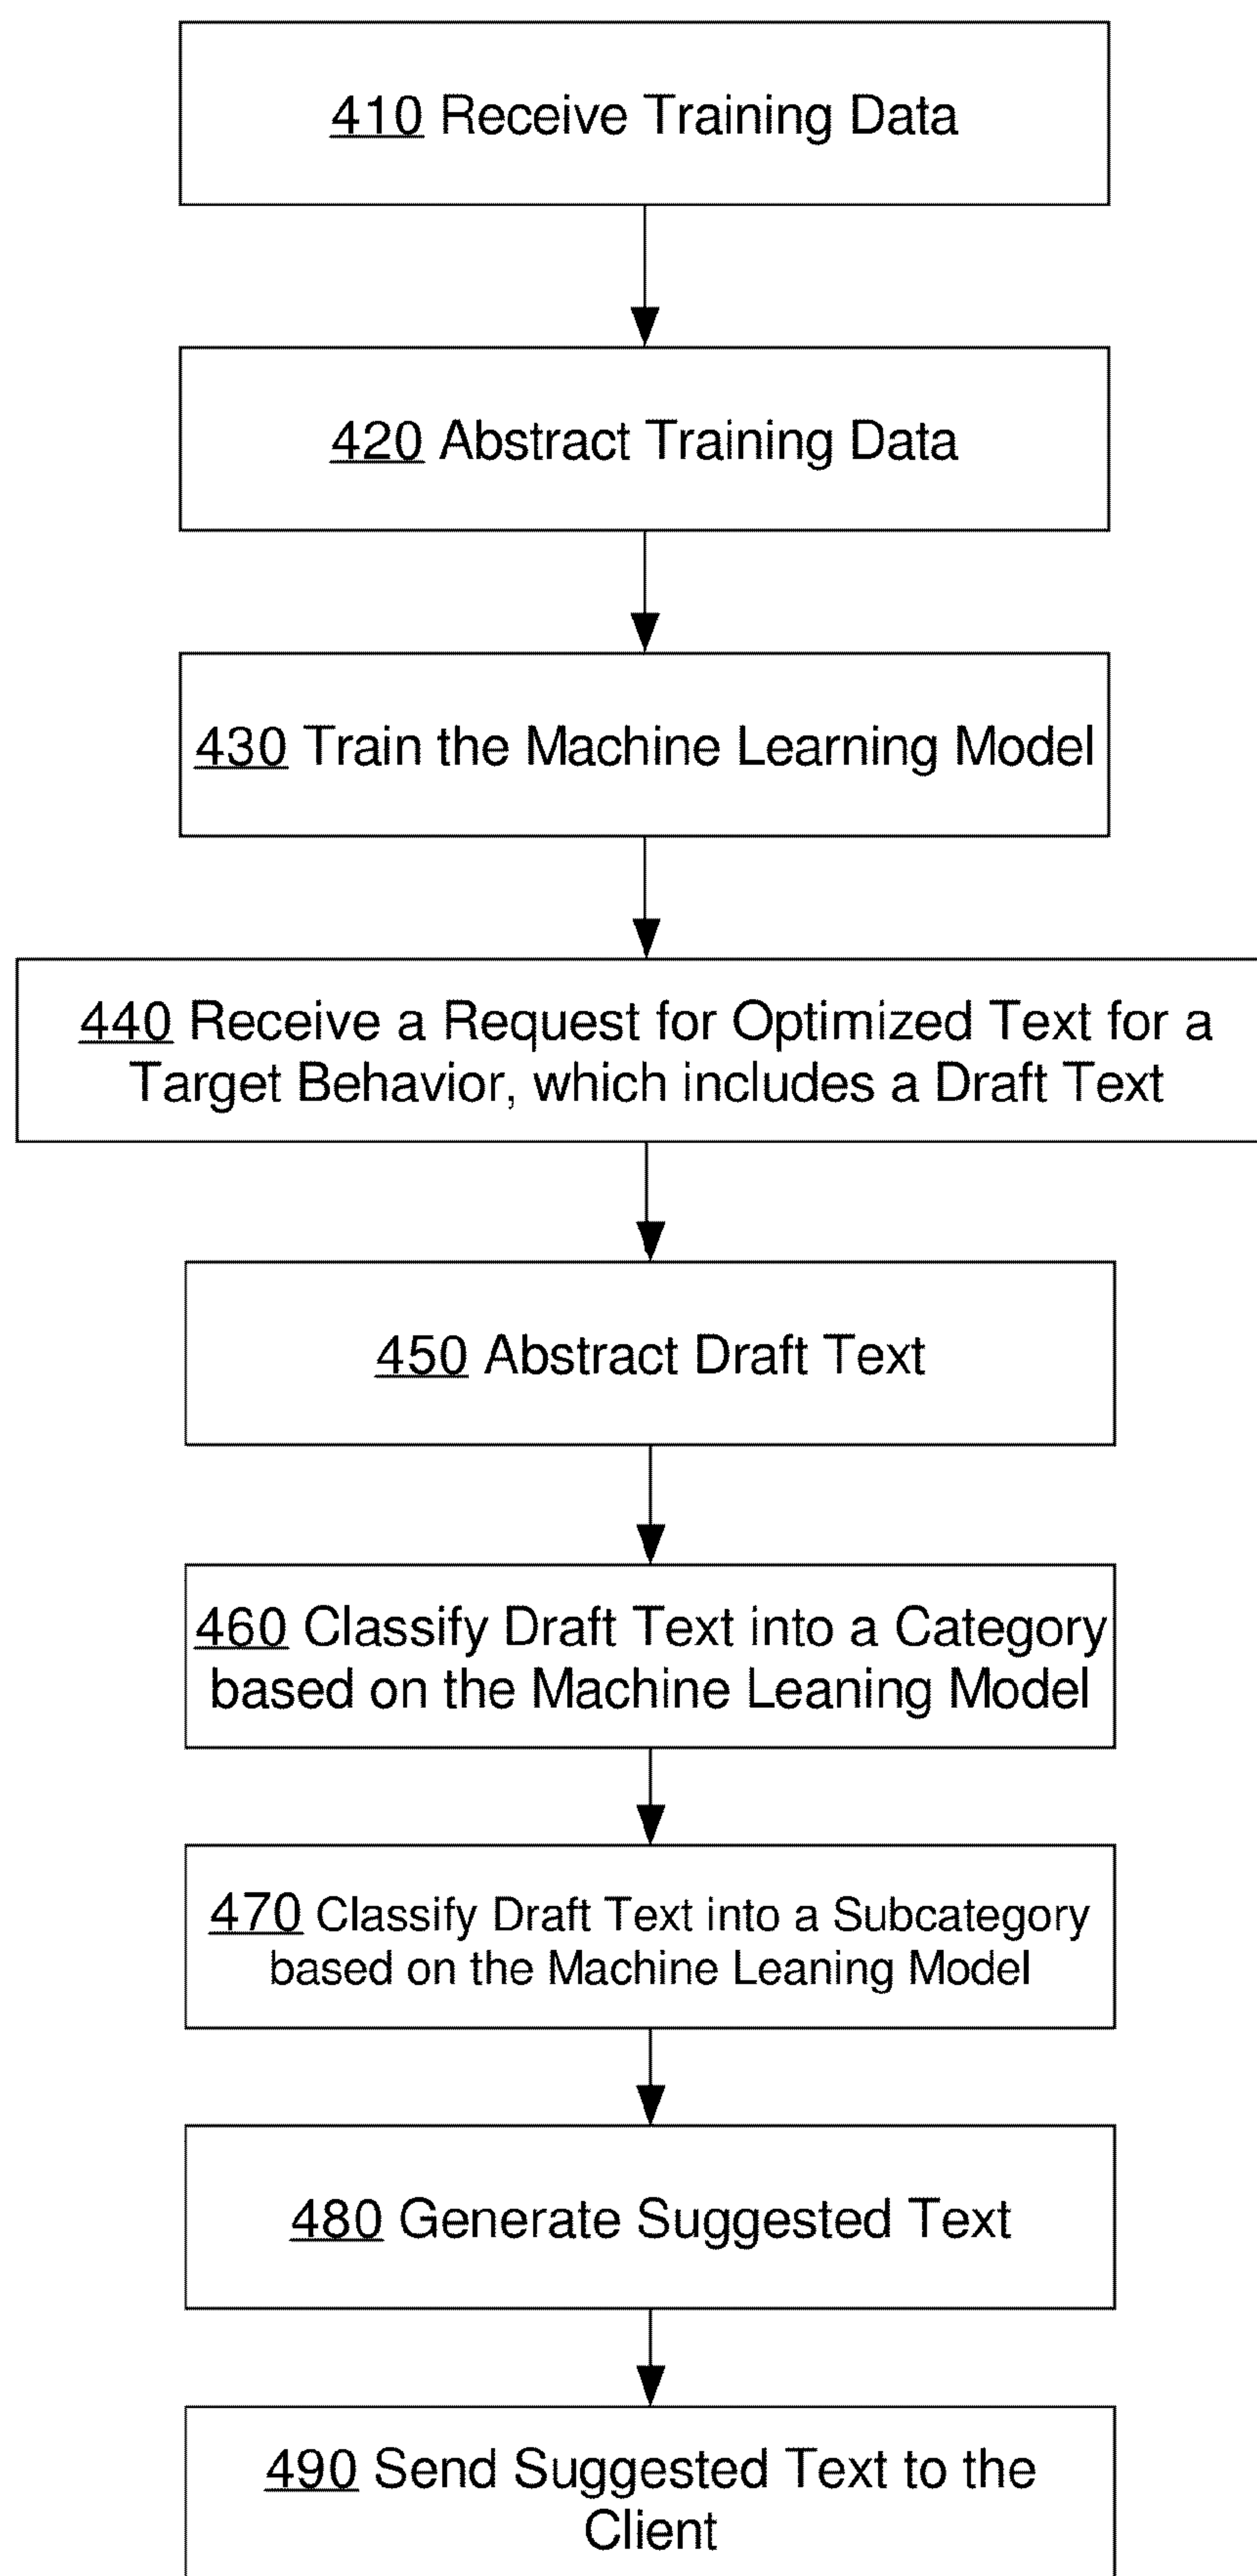 410 Receive Training Data
420 Abstract Training Data
430 Train the Machine Learning Model
440 Receive a Request for Optimized Text for a
Target Behavior, which includes a Draft Text
450 Abstract Draft Text
460 Classify Draft Text into a Category
based on the Machine Leaning Model
470 Classify Draft Text into a Subcategory
based on the Machine Leaning Model
480 Generate Suggested Text
490 Send Suggested Text to the
Client